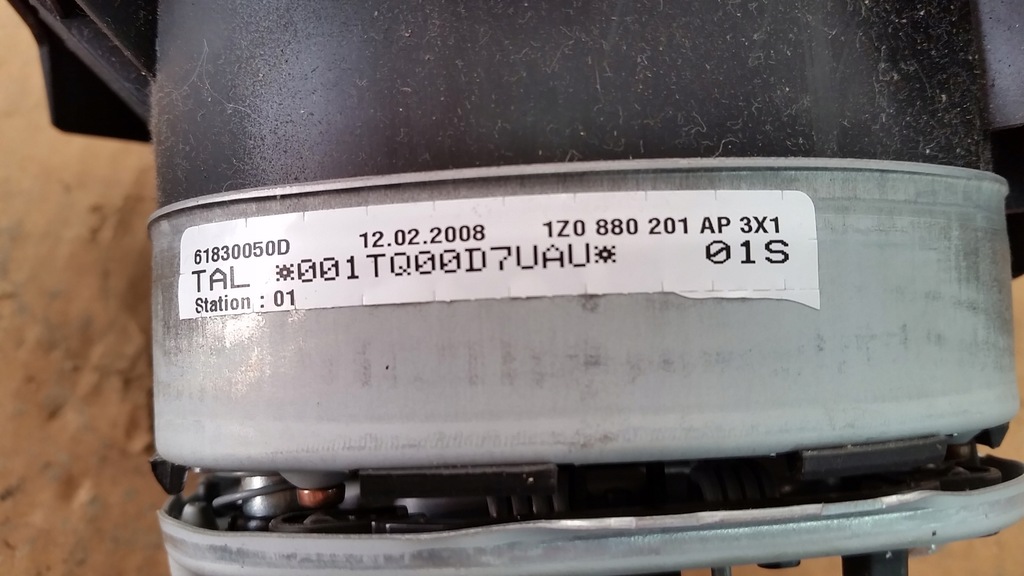 61830050D 12.02.2008 1Z0 880 201 AP 3X1
TAL *001TQ00D7UAU* 01S
Station : 01